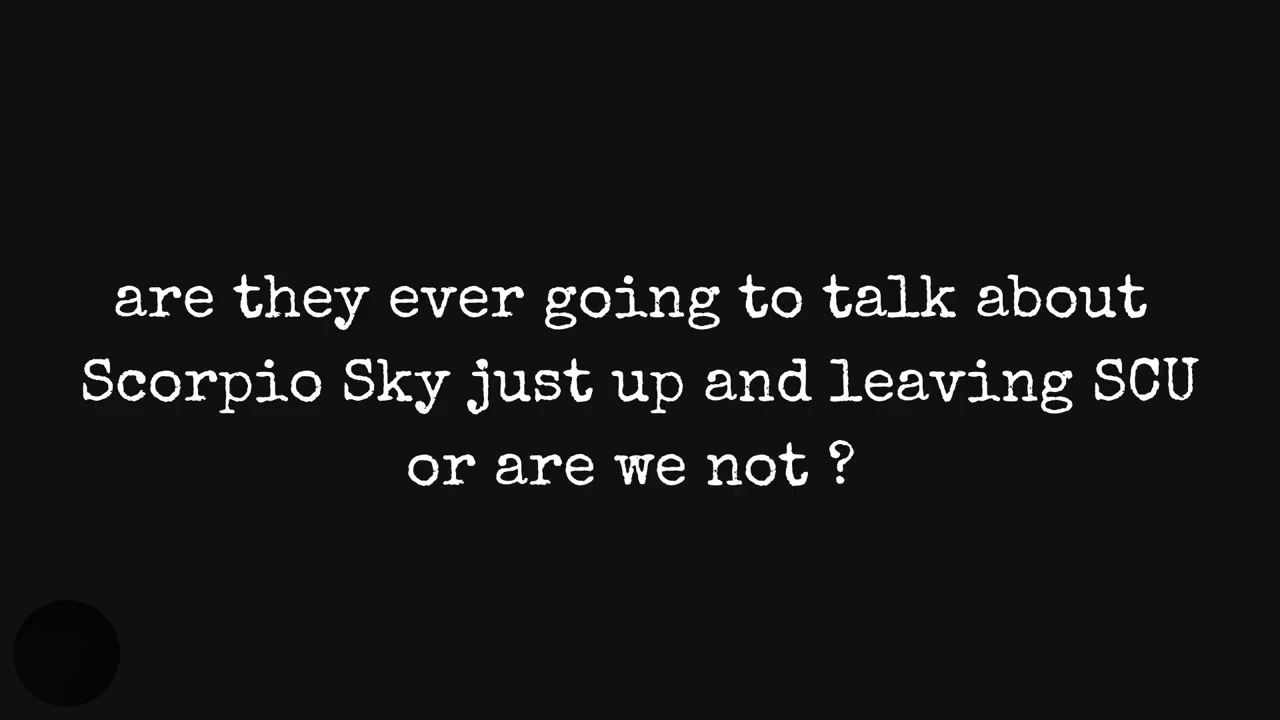 are they ever going to talk about
Scorpio Sky just up and leaving SCU
or are we not ?